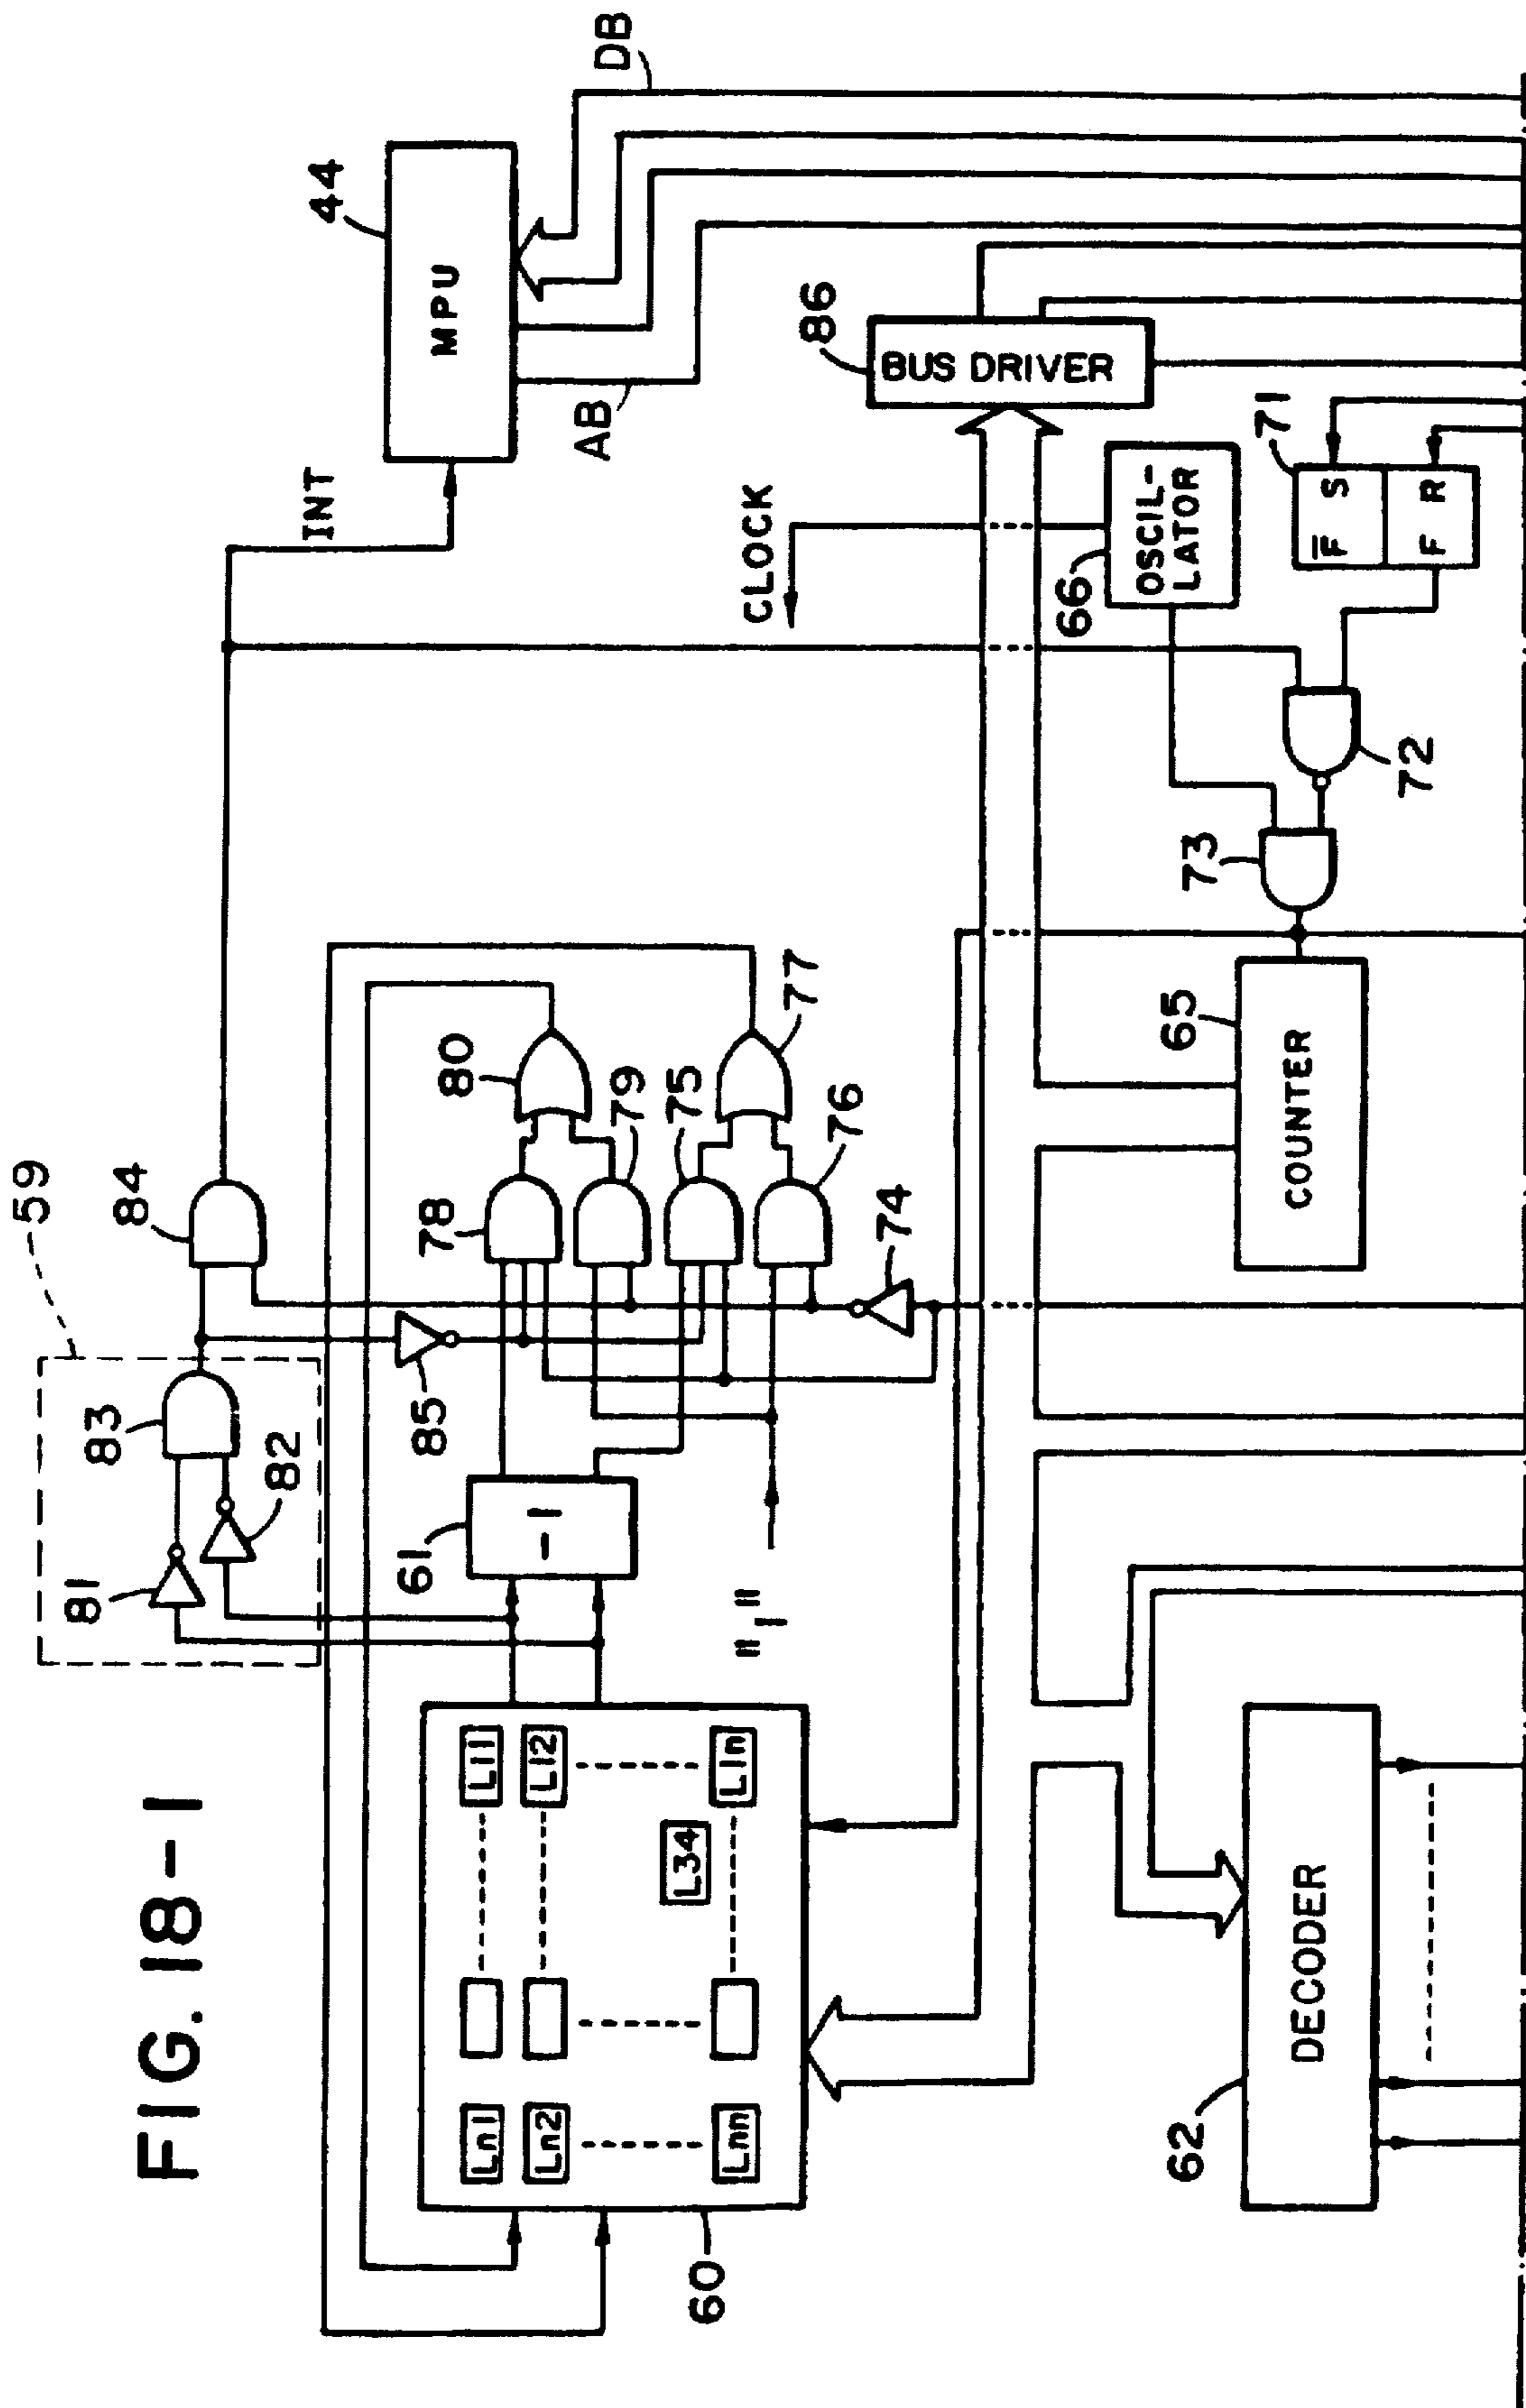 FIG. 18-1
59
84
83
81
82
INT
44
MPU
DB
AB
85
78
80
79
75
77
76
74
61
-1
"1"
60
Ln1
L11
Ln2
L12
L34
Lnn
L1n
CLOCK
86
BUS DRIVER
66
OSCIL-
LATOR
71
F̅ S
F R
72
73
65
COUNTER
62
DECODER